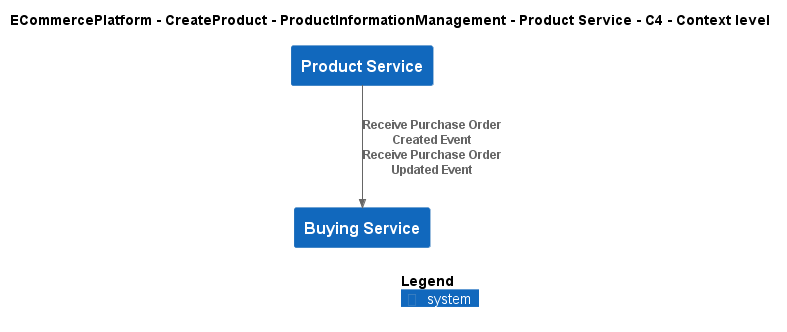 ECommercePlatform - CreateProduct - ProductInformationManagement - Product Service - C4 - Context level
Product Service
Receive Purchase Order
Created Event
Receive Purchase Order
Updated Event
Buying Service
Legend
system